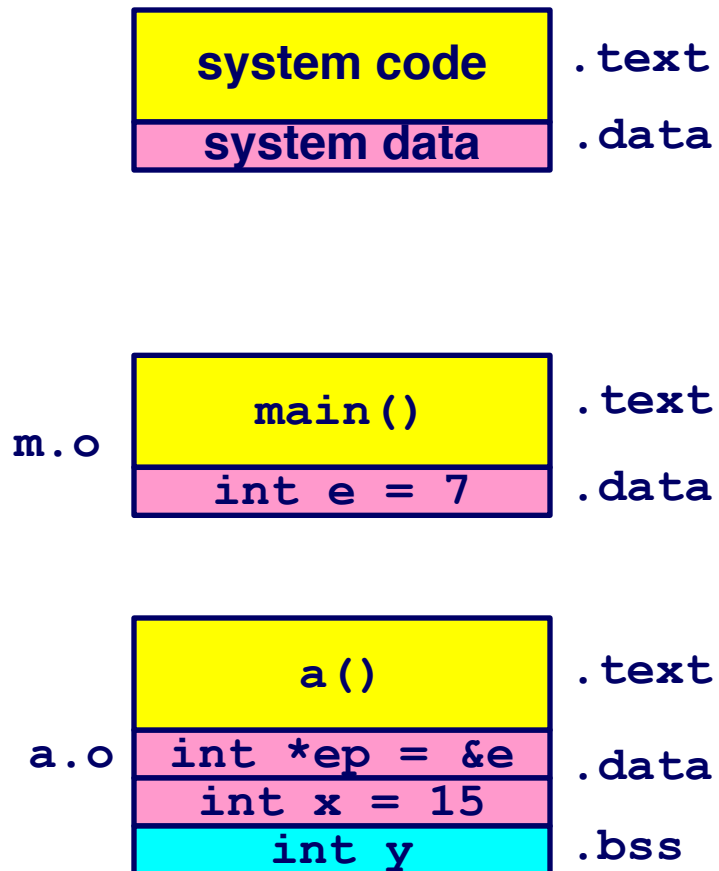 system code .text
system data .data
main() .text
m.o
int e = 7 .data
a() .text
a.o int *ep = &e .data
int x = 15
int y .bss